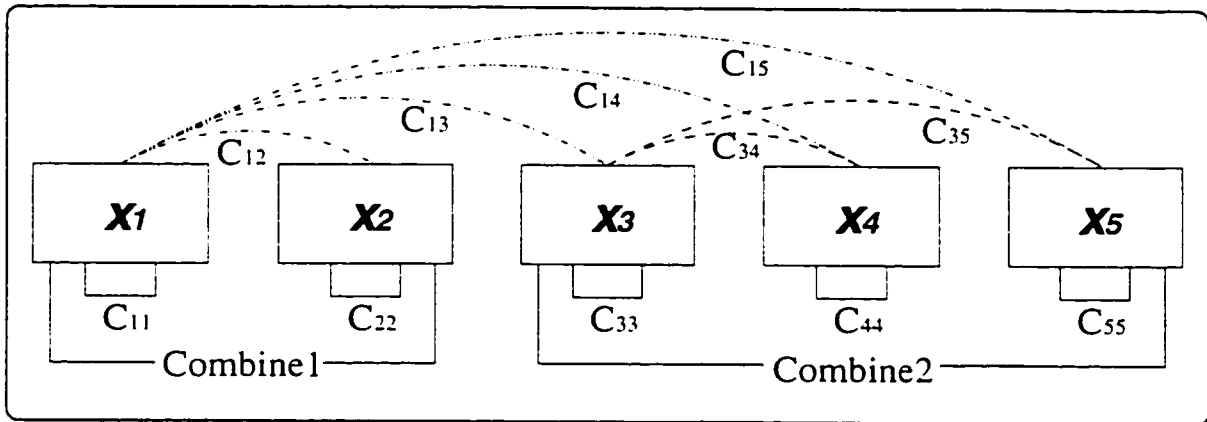 C15
C14
C13
C35
C12
C34
X1
X2
X3
X4
X5
C11
C22
C33
C44
C55
Combine1
Combine2